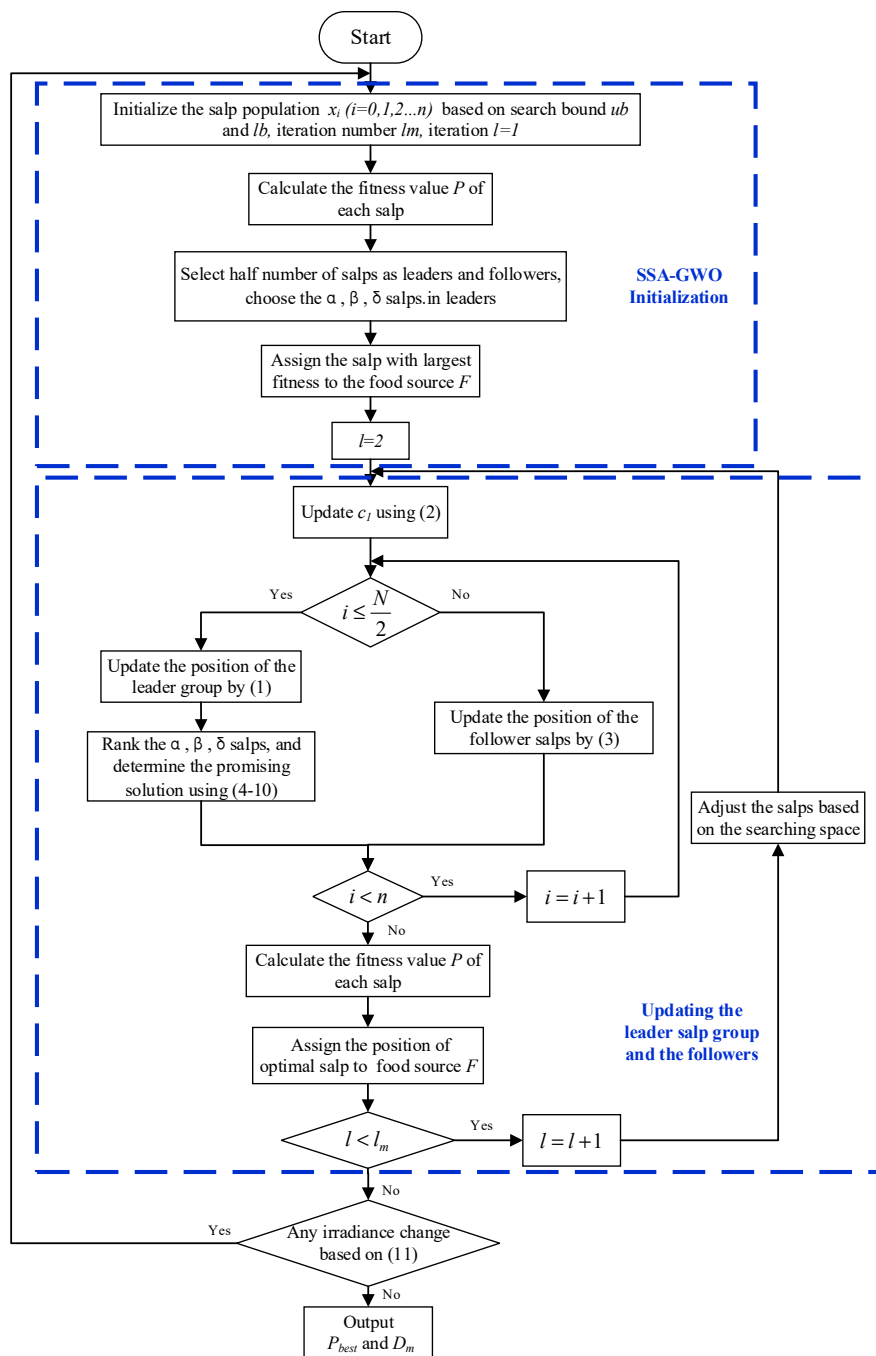 Start
Initialize the salp population xi (i=0,1,2...n) based on search bound ub
and lb, iteration number lm, iteration l=1
Calculate the fitness value P of
each salp
Select half number of salps as leaders and followers,
choose the α , β , δ salps.in leaders
SSA-GWO
Initialization
Assign the salp with largest
fitness to the food source F
l=2
Update c1 using (2)
Yes
No
i ≤ N/2
Update the position of the
leader group by (1)
Update the position of the
follower salps by (3)
Rank the α , β , δ salps, and
determine the promising
solution using (4-10)
Adjust the salps based
on the searching space
i < n
Yes
i = i+1
No
Calculate the fitness value P of
each salp
Updating the
leader salp group
and the followers
Assign the position of
optimal salp to food source F
l < lm
Yes
l = l+1
No
Yes
Any irradiance change
based on (11)
No
Output
Pbest and Dm